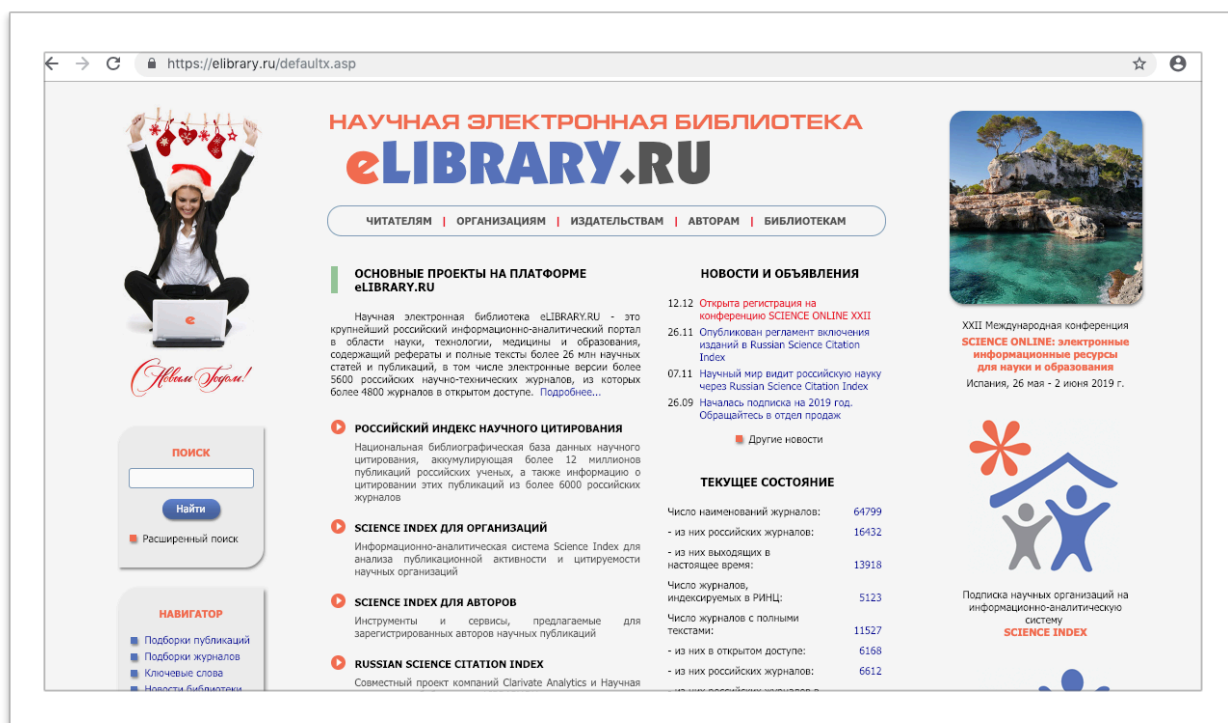 https://elibrary.ru/defaultx.asp
НАУЧНАЯ ЭЛЕКТРОННАЯ БИБЛИОТЕКА
eLIBRARY.RU
ЧИТАТЕЛЯМ | ОРГАНИЗАЦИЯМ | ИЗДАТЕЛЬСТВАМ | АВТОРАМ | БИБЛИОТЕКАМ
e
С Новым Годом!
ПОИСК
Найти
Расширенный поиск
НАВИГАТОР
Подборки публикаций
Подборки журналов
Ключевые слова
Новости библиотеки
ОСНОВНЫЕ ПРОЕКТЫ НА ПЛАТФОРМЕ
eLIBRARY.RU
Научная электронная библиотека eLIBRARY.RU - это
крупнейший российский информационно-аналитический портал
в области науки, технологии, медицины и образования,
содержащий рефераты и полные тексты более 26 млн научных
статей и публикаций, в том числе электронные версии более
5600 российских научно-технических журналов, из которых
более 4800 журналов в открытом доступе. Подробнее...
РОССИЙСКИЙ ИНДЕКС НАУЧНОГО ЦИТИРОВАНИЯ
Национальная библиографическая база данных научного
цитирования, аккумулирующая более 12 миллионов
публикаций российских ученых, а также информацию о
цитировании этих публикаций из более 6000 российских
журналов
SCIENCE INDEX ДЛЯ ОРГАНИЗАЦИЙ
Информационно-аналитическая система Science Index для
анализа публикационной активности и цитируемости
научных организаций
SCIENCE INDEX ДЛЯ АВТОРОВ
Инструменты и сервисы, предлагаемые для
зарегистрированных авторов научных публикаций
RUSSIAN SCIENCE CITATION INDEX
Совместный проект компаний Clarivate Analytics и Научная
НОВОСТИ И ОБЪЯВЛЕНИЯ
12.12 Открыта регистрация на
конференцию SCIENCE ONLINE XXII
26.11 Опубликован регламент включения
изданий в Russian Science Citation
Index
07.11 Научный мир видит российскую науку
через Russian Science Citation Index
26.09 Началась подписка на 2019 год.
Обращайтесь в отдел продаж
Другие новости
ТЕКУЩЕЕ СОСТОЯНИЕ
Число наименований журналов: 64799
- из них российских журналов: 16432
- из них выходящих в
настоящее время: 13918
Число журналов,
индексируемых в РИНЦ: 5123
Число журналов с полными
текстами: 11527
- из них в открытом доступе: 6168
- из них российских журналов: 6612
- из них российских журналов в
XXII Международная конференция
SCIENCE ONLINE: электронные
информационные ресурсы
для науки и образования
Испания, 26 мая - 2 июня 2019 г.
Подписка научных организаций на
информационно-аналитическую
систему
SCIENCE INDEX